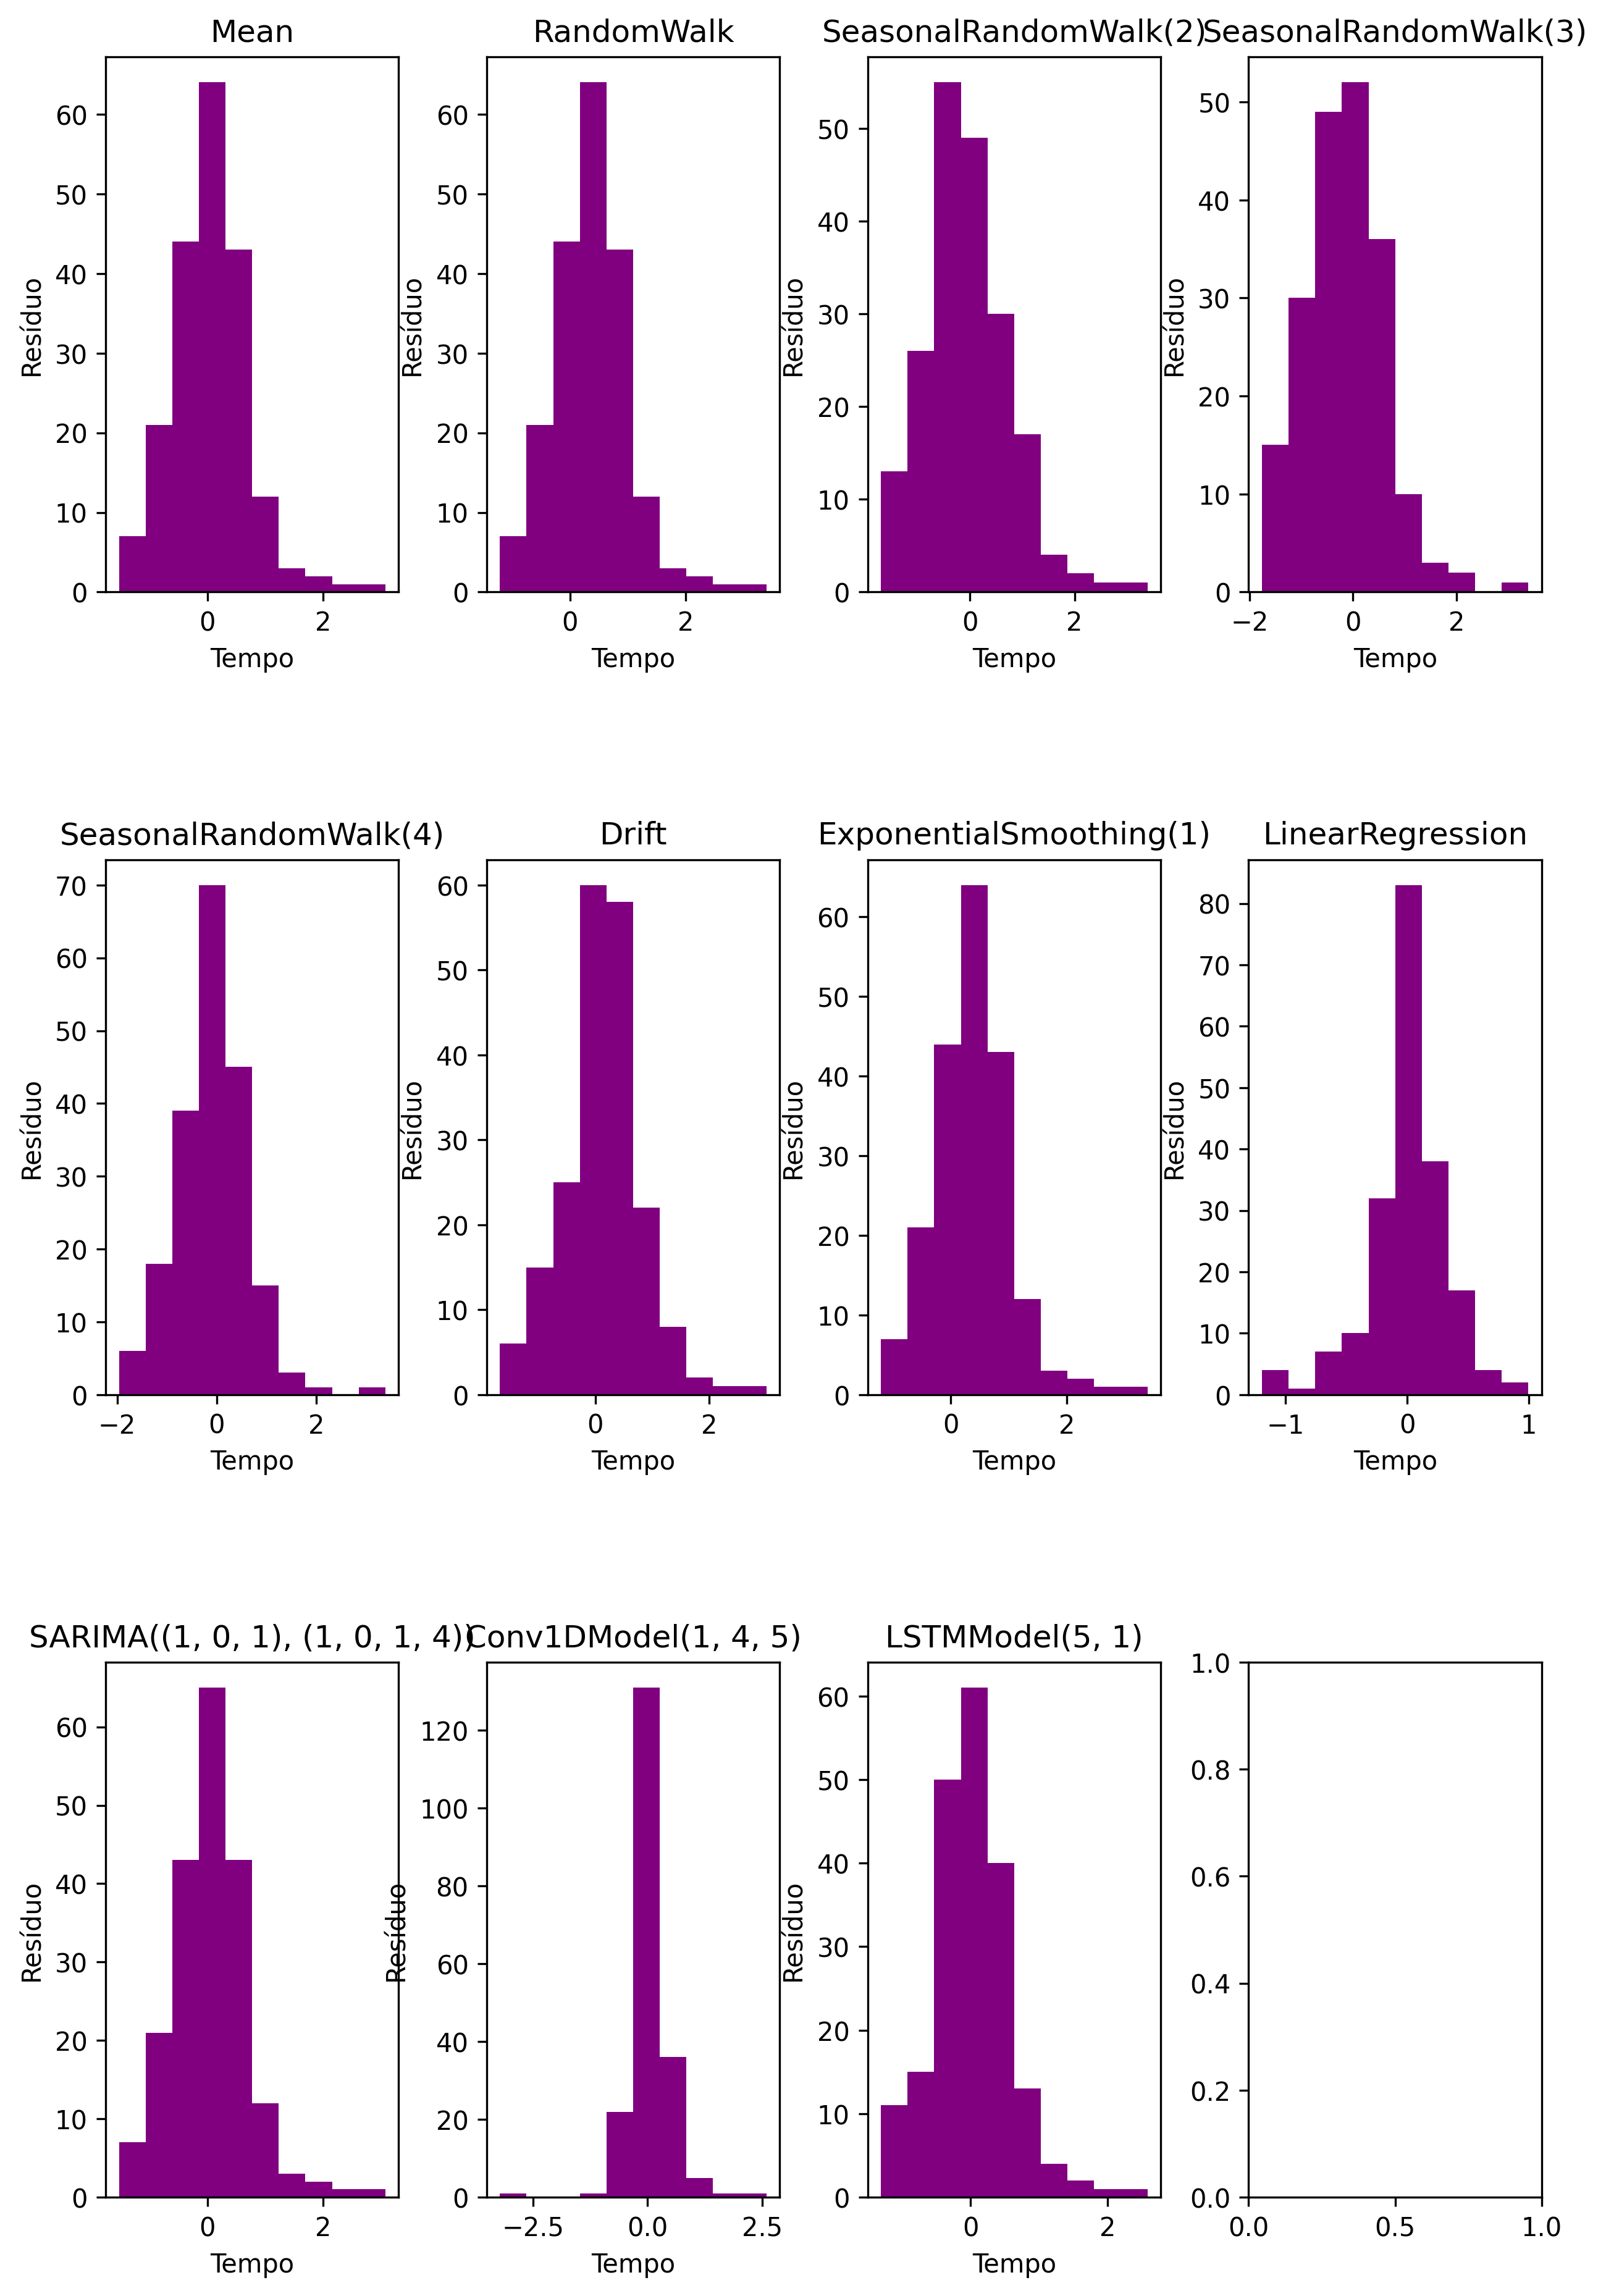 Mean
60
50
40
30
20
10
0
Resíduo
0 2
Tempo
RandomWalk
60
50
40
30
20
10
0
Resíduo
0 2
Tempo
SeasonalRandomWalk(2)
50
40
30
20
10
0
Resíduo
0 2
Tempo
SeasonalRandomWalk(3)
50
40
30
20
10
0
Resíduo
−2 0 2
Tempo
SeasonalRandomWalk(4)
70
60
50
40
30
20
10
0
Resíduo
−2 0 2
Tempo
Drift
60
50
40
30
20
10
0
Resíduo
0 2
Tempo
ExponentialSmoothing(1)
60
50
40
30
20
10
0
Resíduo
0 2
Tempo
LinearRegression
80
70
60
50
40
30
20
10
0
Resíduo
−1 0 1
Tempo
SARIMA((1, 0, 1), (1, 0, 1, 4))
60
50
40
30
20
10
0
Resíduo
0 2
Tempo
Conv1DModel(1, 4, 5)
120
100
80
60
40
20
0
Resíduo
−2.5 0.0 2.5
Tempo
LSTMModel(5, 1)
60
50
40
30
20
10
0
Resíduo
0 2
Tempo
1.0
0.8
0.6
0.4
0.2
0.0
0.0 0.5 1.0